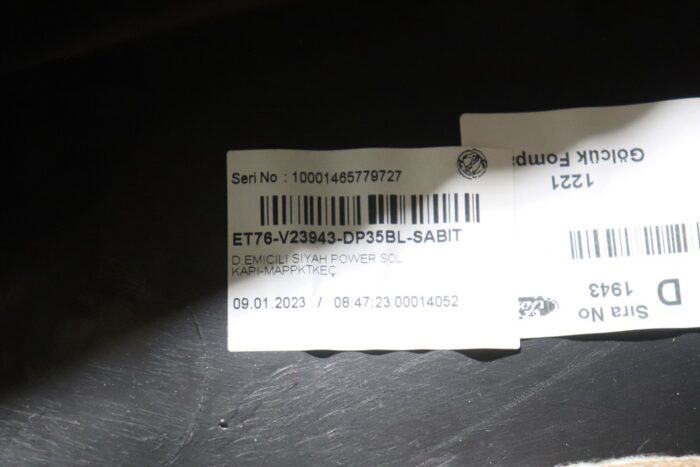 Seri No : 10001465779727
ET76-V23943-DP35BL-SABIT
D.EMICILI SIYAH POWER SOL
KAPI-MAPPKTKEÇ
09.01.2023 / 08:47:23 00014052
Gölcük Fomp
1221
Sıra No
1943
D